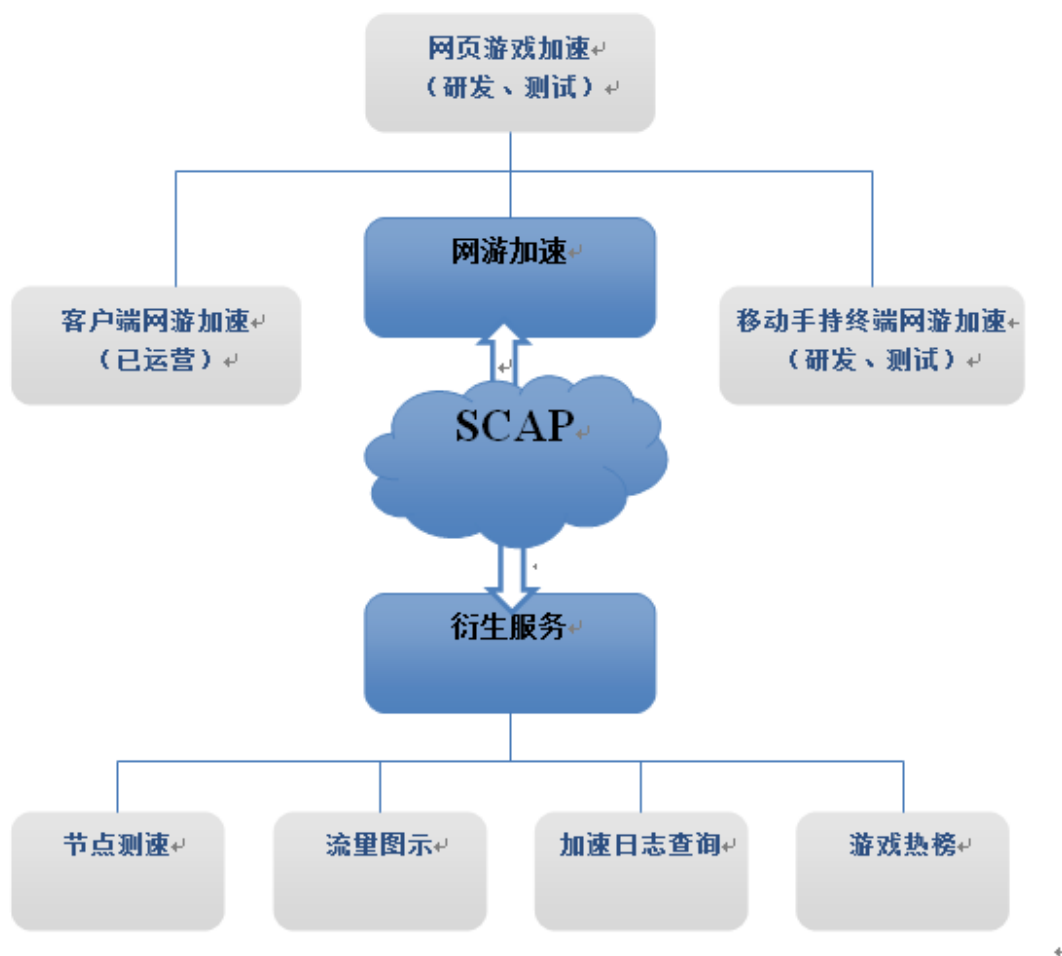 网页游戏加速
（研发、测试）
网游加速
客户端网游加速
（已运营）
移动手持终端网游加速
（研发、测试）
SCAP
衍生服务
节点测速
流量图示
加速日志查询
游戏热榜